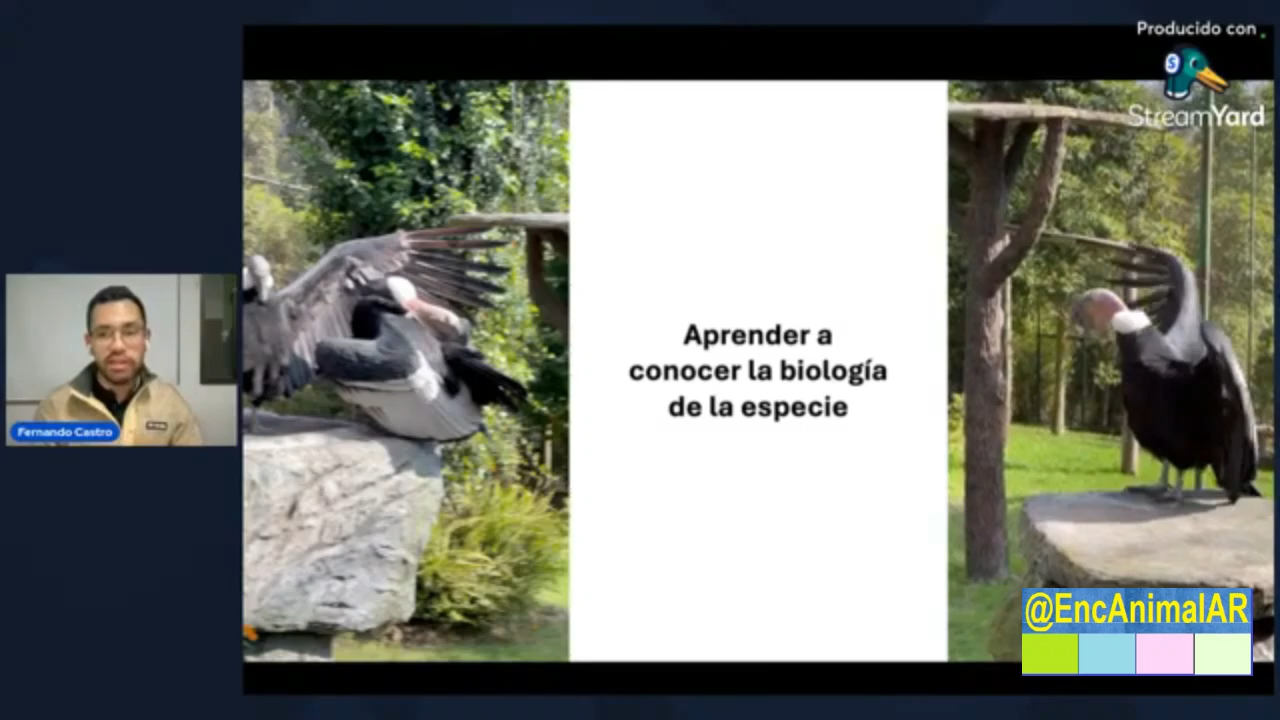 Producido con
StreamYard
Aprender a
conocer la biología
de la especie
Fernando Castro
@EncAnimalAR